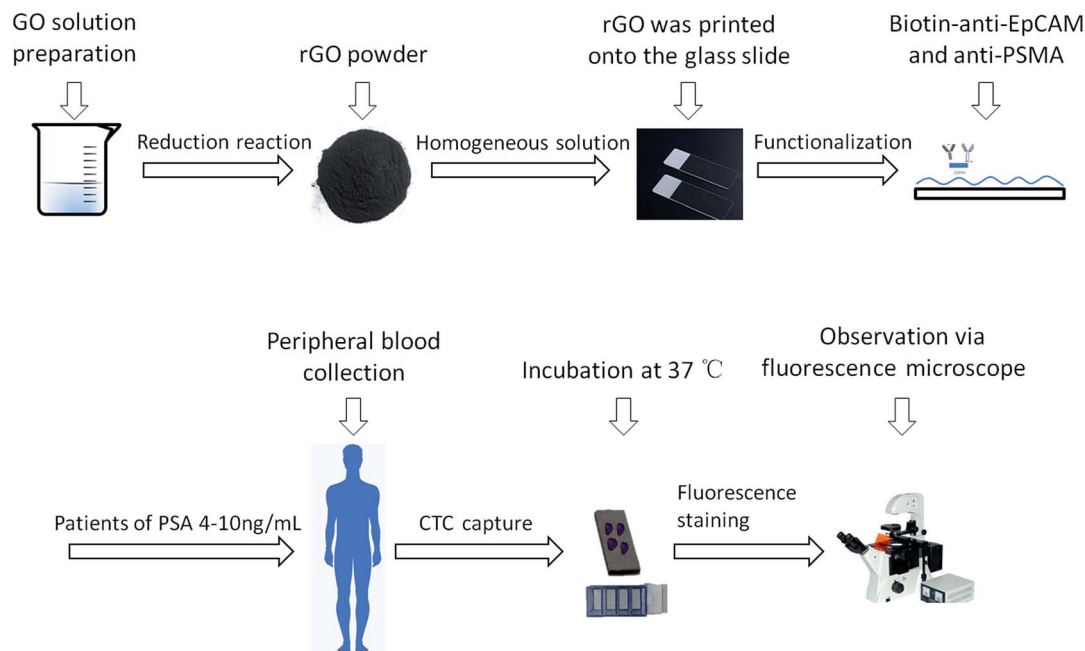 GO solution
preparation
rGO powder
rGO was printed
onto the glass slide
Biotin-anti-EpCAM
and anti-PSMA
Reduction reaction
Homogeneous solution
Functionalization
Peripheral blood
collection
Incubation at 37 ℃
Observation via
fluorescence microscope
Patients of PSA 4-10ng/mL
CTC capture
Fluorescence
staining